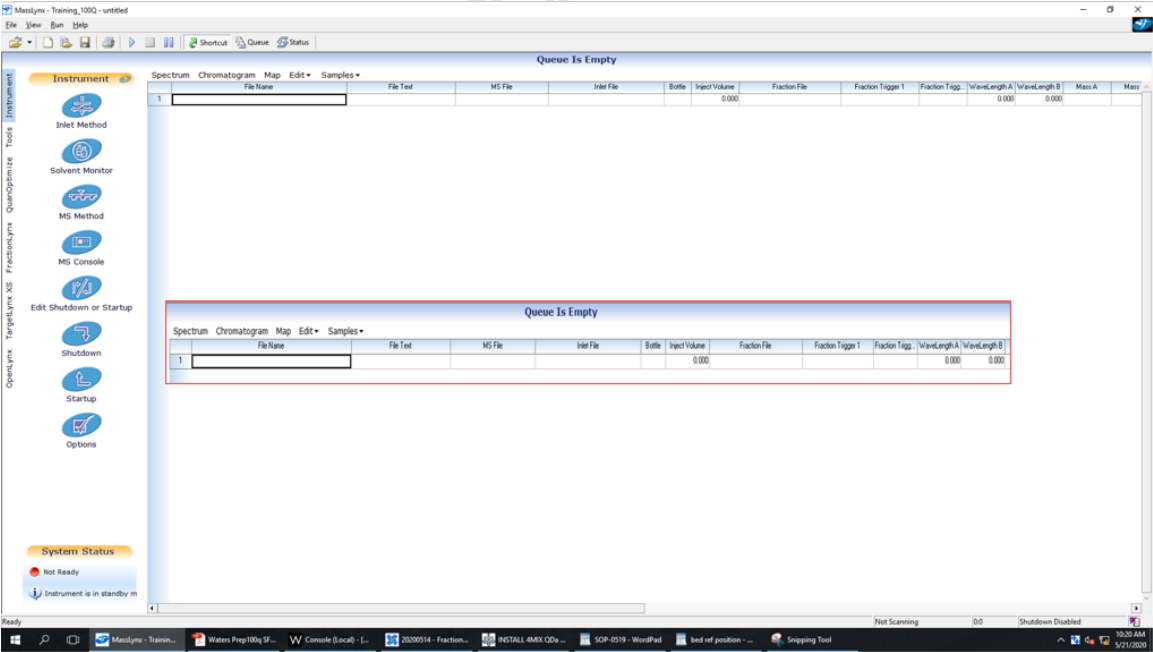 MassLynx - Training_100Q - untitled
File View Run Help
Shortcut Queue Status
Queue Is Empty
Instrument
Spectrum Chromatogram Map Edit Samples
File Name File Text MS File Inlet File Bottle Inject Volume Fraction File Fraction Trigger 1 Fraction Trigg... WaveLength A WaveLength B Mass A Mass
1 0.000 0.000 0.000
Instrument
Tools
QuanOptimize
FractionLynx
TargetLynx XS
OpenLynx
Inlet Method
Solvent Monitor
MS Method
MS Console
Edit Shutdown or Startup
Shutdown
Startup
Options
Queue Is Empty
Spectrum Chromatogram Map Edit Samples
File Name File Text MS File Inlet File Bottle Inject Volume Fraction File Fraction Trigger 1 Fraction Trigg... WaveLength A WaveLength B
1 0.000 0.000 0.000
System Status
Not Ready
Instrument is in standby m
Ready Not Scanning 0:0 Shutdown Disabled
MassLynx - Trainin... Waters Prep100q SF... Console (Local) - [... 20200514 - Fraction... INSTALL 4MIX QDa ... SOP-0519 - WordPad bed ref position - ... Snipping Tool
10:20 AM
5/21/2020